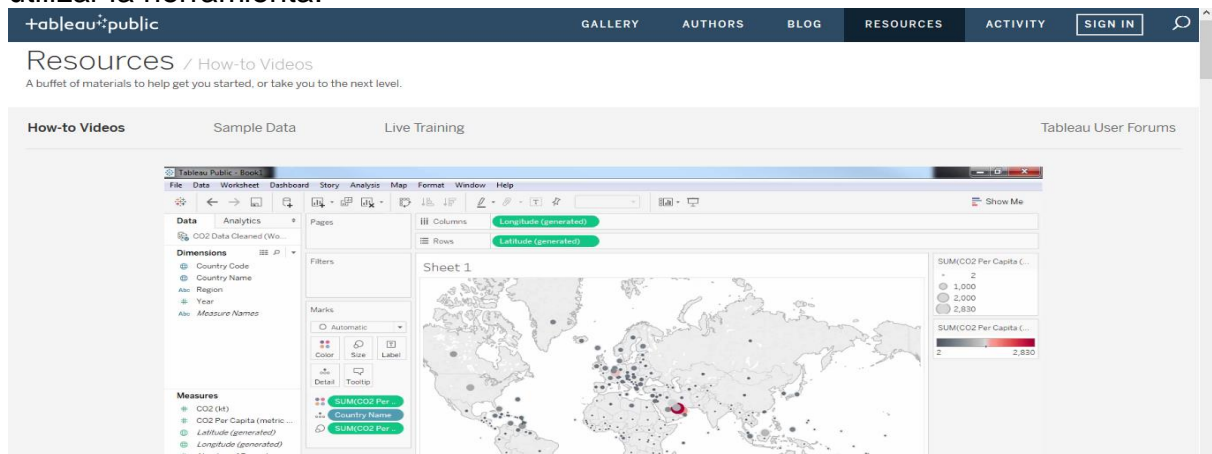 utilizar la herramienta.
+ab|eau public GALLERY AUTHORS BLOG RESOURCES ACTIVITY SIGN IN
Resources / How-to Videos
A buffet of materials to help get you started, or take you to the next level.
How-to Videos Sample Data Live Training Tableau User Forums
Tableau Public - Book1
File Data Worksheet Dashboard Story Analysis Map Format Window Help
Show Me
Data Analytics
Pages
Columns Longitude (generated)
CO2 Data Cleaned (Wo...
Rows Latitude (generated)
Dimensions
Country Code
Country Name
Abc Region
# Year
Abc Measure Names
Filters
Sheet 1
SUM(CO2 Per Capita (...
2
1,000
2,000
2,830
Marks
Automatic
Color Size Label
Detail Tooltip
SUM(CO2 Per Capita (...
2 2,830
Measures
# CO2 (kt)
# CO2 Per Capita (metric ...
Latitude (generated)
Longitude (generated)
SUM(CO2 Per ...
Country Name
SUM(CO2 Per ...